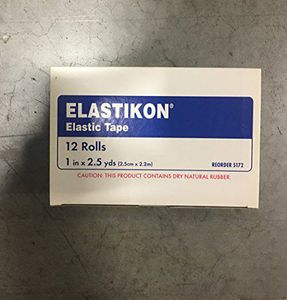 ELASTIKON®
Elastic Tape
12 Rolls
1 in x 2.5 yds (2.5cm x 2.3m)
REORDER 5172
CAUTION: THIS PRODUCT CONTAINS DRY NATURAL RUBBER.